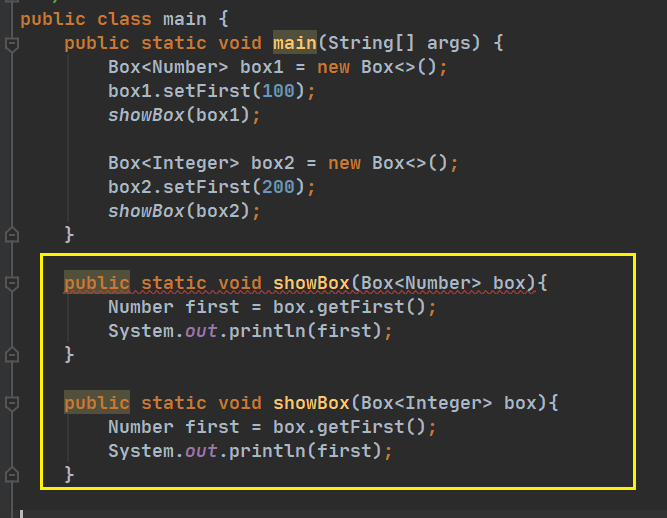 public class main {
public static void main(String[] args) {
Box<Number> box1 = new Box<>();
box1.setFirst(100);
showBox(box1);
Box<Integer> box2 = new Box<>();
box2.setFirst(200);
showBox(box2);
}
public static void showBox(Box<Number> box){
Number first = box.getFirst();
System.out.println(first);
}
public static void showBox(Box<Integer> box){
Number first = box.getFirst();
System.out.println(first);
}